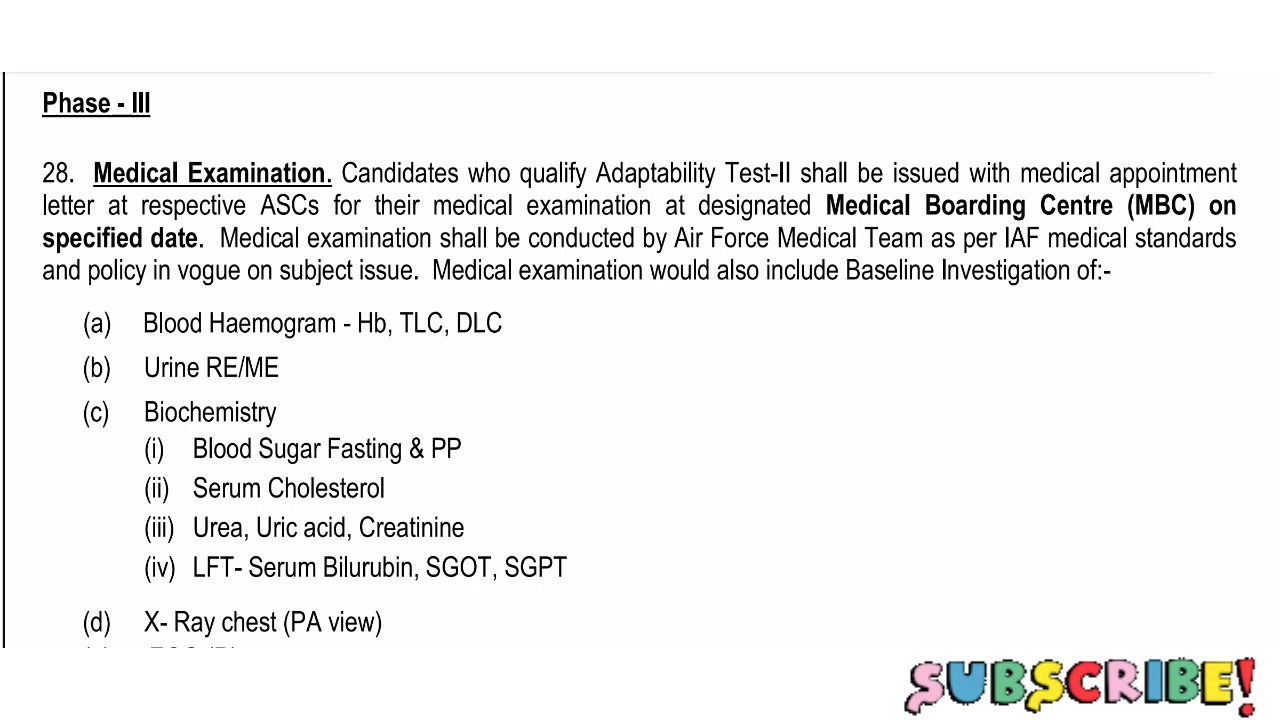 Phase - III
28. Medical Examination. Candidates who qualify Adaptability Test-II shall be issued with medical appointment
letter at respective ASCs for their medical examination at designated Medical Boarding Centre (MBC) on
specified date. Medical examination shall be conducted by Air Force Medical Team as per IAF medical standards
and policy in vogue on subject issue. Medical examination would also include Baseline Investigation of:-
(a) Blood Haemogram - Hb, TLC, DLC
(b) Urine RE/ME
(c) Biochemistry
(i) Blood Sugar Fasting & PP
(ii) Serum Cholesterol
(iii) Urea, Uric acid, Creatinine
(iv) LFT- Serum Bilurubin, SGOT, SGPT
(d) X- Ray chest (PA view)
SUBSCRIBE!